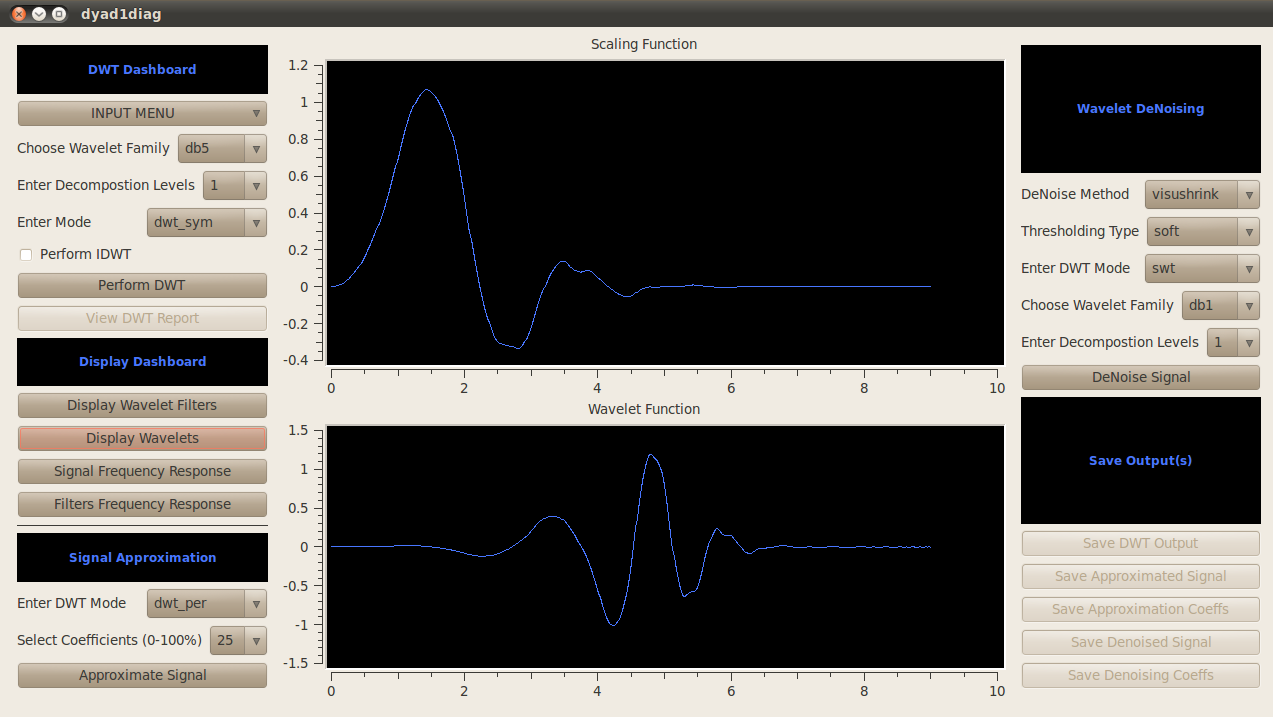 dyad1diag
DWT Dashboard
INPUT MENU
Choose Wavelet Family db5
Enter Decompostion Levels 1
Enter Mode dwt_sym
Perform IDWT
Perform DWT
View DWT Report
Display Dashboard
Display Wavelet Filters
Display Wavelets
Signal Frequency Response
Filters Frequency Response
Signal Approximation
Enter DWT Mode dwt_per
Select Coefficients (0-100%) 25
Approximate Signal
Scaling Function
1.2
1
0.8
0.6
0.4
0.2
0
-0.2
-0.4
0 2 4 6 8 10
Wavelet Function
1.5
1
0.5
0
-0.5
-1
-1.5
0 2 4 6 8 10
Wavelet DeNoising
DeNoise Method visushrink
Thresholding Type soft
Enter DWT Mode swt
Choose Wavelet Family db1
Enter Decompostion Levels 1
DeNoise Signal
Save Output(s)
Save DWT Output
Save Approximated Signal
Save Approximation Coeffs
Save Denoised Signal
Save Denoising Coeffs